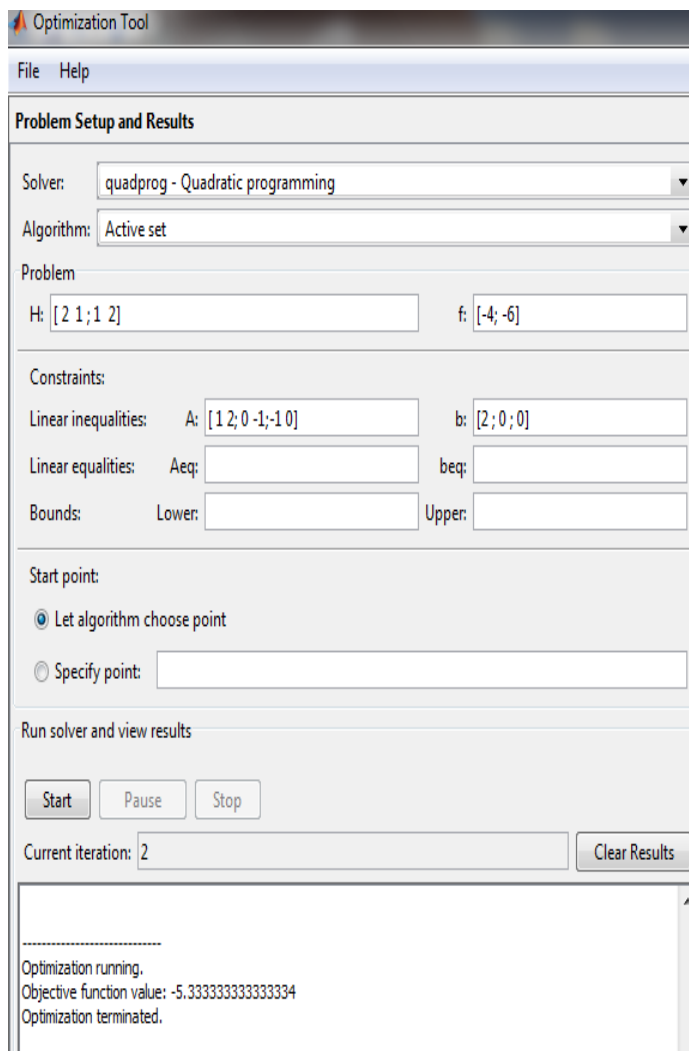 Optimization Tool
File Help
Problem Setup and Results
Solver: quadprog - Quadratic programming
Algorithm: Active set
Problem
H: [ 2 1 ; 1 2] f: [-4; -6]
Constraints:
Linear inequalities: A: [ 1 2; 0 -1;-1 0] b: [2 ; 0 ; 0]
Linear equalities: Aeq: beq:
Bounds: Lower: Upper:
Start point:
Let algorithm choose point
Specify point:
Run solver and view results
Start Pause Stop
Current iteration: 2 Clear Results
-----------------------------
Optimization running.
Objective function value: -5.333333333333334
Optimization terminated.